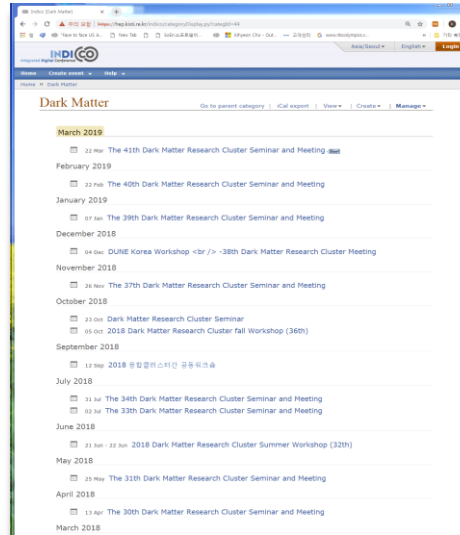 Indico [Dark Matter]
hep.kisti.re.kr/indico/categoryDisplay.py?categId=44
New Tab
Asia/Seoul English Login
INDICO
Integrated Digital Conference
Home Create event Help
Home » Dark Matter
Dark Matter
Go to parent category | iCal export | View | Create | Manage
March 2019
22 Mar The 41th Dark Matter Research Cluster Seminar and Meeting
February 2019
22 Feb The 40th Dark Matter Research Cluster Seminar and Meeting
January 2019
07 Jan The 39th Dark Matter Research Cluster Seminar and Meeting
December 2018
04 Dec DUNE Korea Workshop <br /> -38th Dark Matter Research Cluster Meeting
November 2018
26 Nov The 37th Dark Matter Research Cluster Seminar and Meeting
October 2018
23 Oct Dark Matter Research Cluster Seminar
05 Oct 2018 Dark Matter Research Cluster fall Workshop (36th)
September 2018
12 Sep 2018 융합클러스터간 공동워크숍
July 2018
31 Jul The 34th Dark Matter Research Cluster Seminar and Meeting
02 Jul The 33th Dark Matter Research Cluster Seminar and Meeting
June 2018
21 Jun - 22 Jun 2018 Dark Matter Research Cluster Summer Workshop (32th)
May 2018
25 May The 31th Dark Matter Research Cluster Seminar and Meeting
April 2018
13 Apr The 30th Dark Matter Research Cluster Seminar and Meeting
March 2018